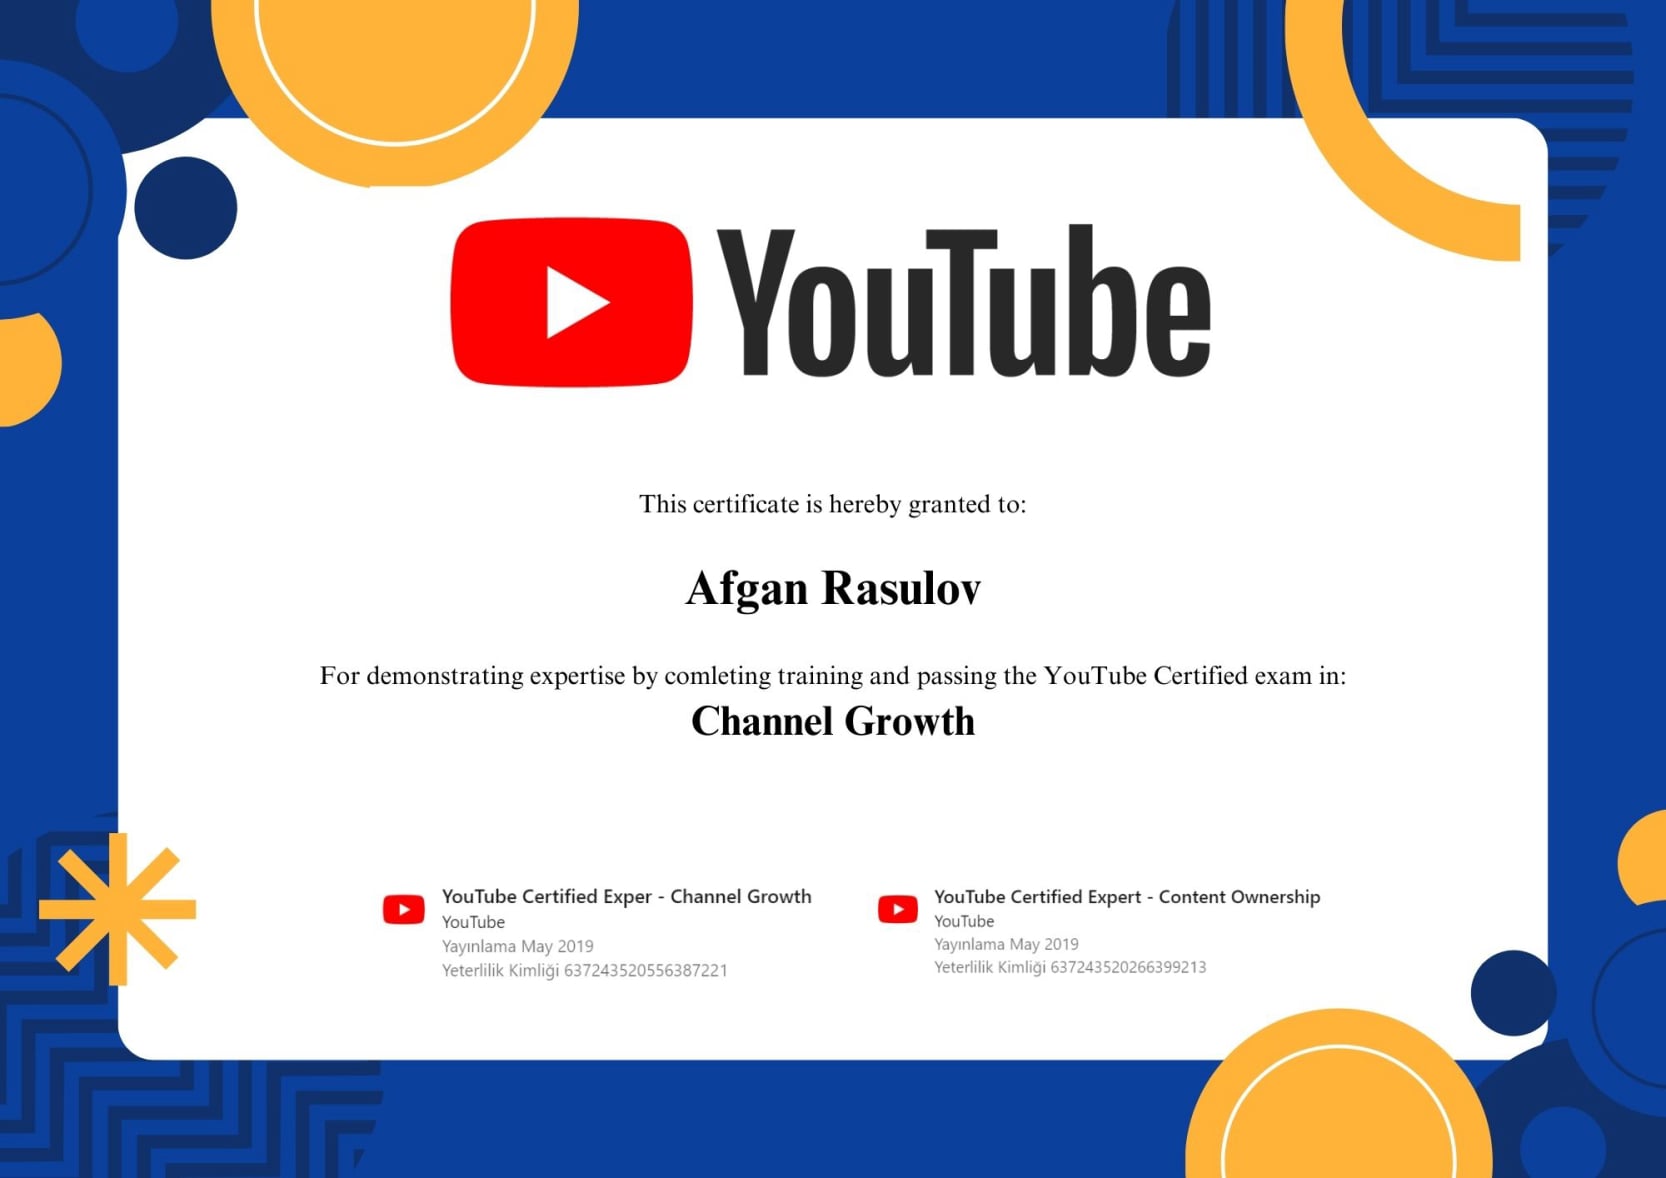 YouTube
This certificate is hereby granted to:
Afgan Rasulov
For demonstrating expertise by comleting training and passing the YouTube Certified exam in:
Channel Growth
YouTube Certified Exper - Channel Growth
YouTube
Yayınlama May 2019
Yeterlilik Kimliği 637243520556387221
YouTube Certified Expert - Content Ownership
YouTube
Yayınlama May 2019
Yeterlilik Kimliği 637243520266399213